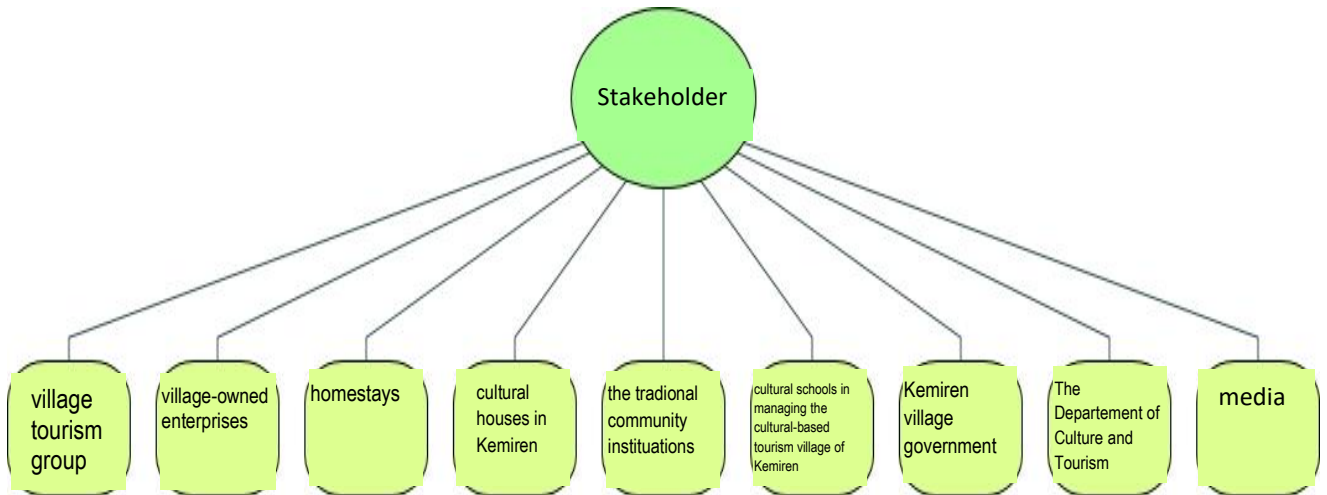 Stakeholder
village
tourism
group
village-owned
enterprises
homestays
cultural
houses in
Kemiren
the tradional
community
instituations
cultural schools in
managing the
cultural-based
tourism village of
Kemiren
Kemiren
village
government
The
Departement of
Culture and
Tourism
media